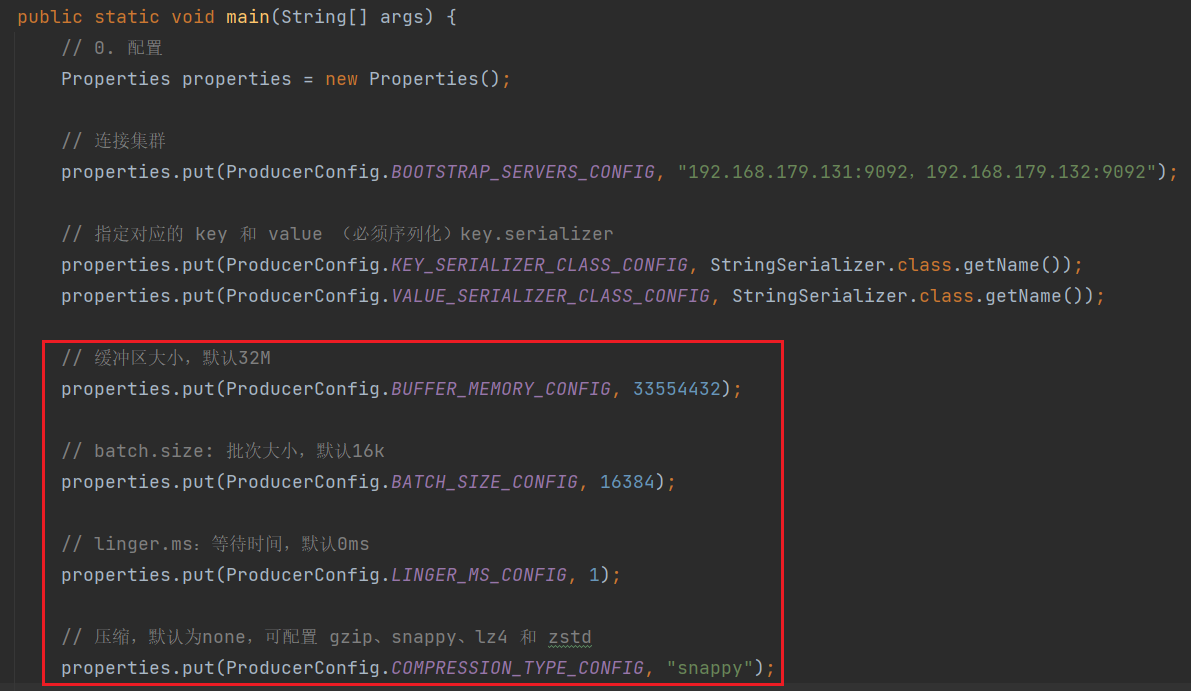 public static void main(String[] args) {
// 0. 配置
Properties properties = new Properties();
// 连接集群
properties.put(ProducerConfig.BOOTSTRAP_SERVERS_CONFIG, "192.168.179.131:9092，192.168.179.132:9092");
// 指定对应的 key 和 value （必须序列化）key.serializer
properties.put(ProducerConfig.KEY_SERIALIZER_CLASS_CONFIG, StringSerializer.class.getName());
properties.put(ProducerConfig.VALUE_SERIALIZER_CLASS_CONFIG, StringSerializer.class.getName());
// 缓冲区大小，默认32M
properties.put(ProducerConfig.BUFFER_MEMORY_CONFIG, 33554432);
// batch.size: 批次大小，默认16k
properties.put(ProducerConfig.BATCH_SIZE_CONFIG, 16384);
// linger.ms：等待时间，默认0ms
properties.put(ProducerConfig.LINGER_MS_CONFIG, 1);
// 压缩，默认为none，可配置 gzip、snappy、lz4 和 zstd
properties.put(ProducerConfig.COMPRESSION_TYPE_CONFIG, "snappy");